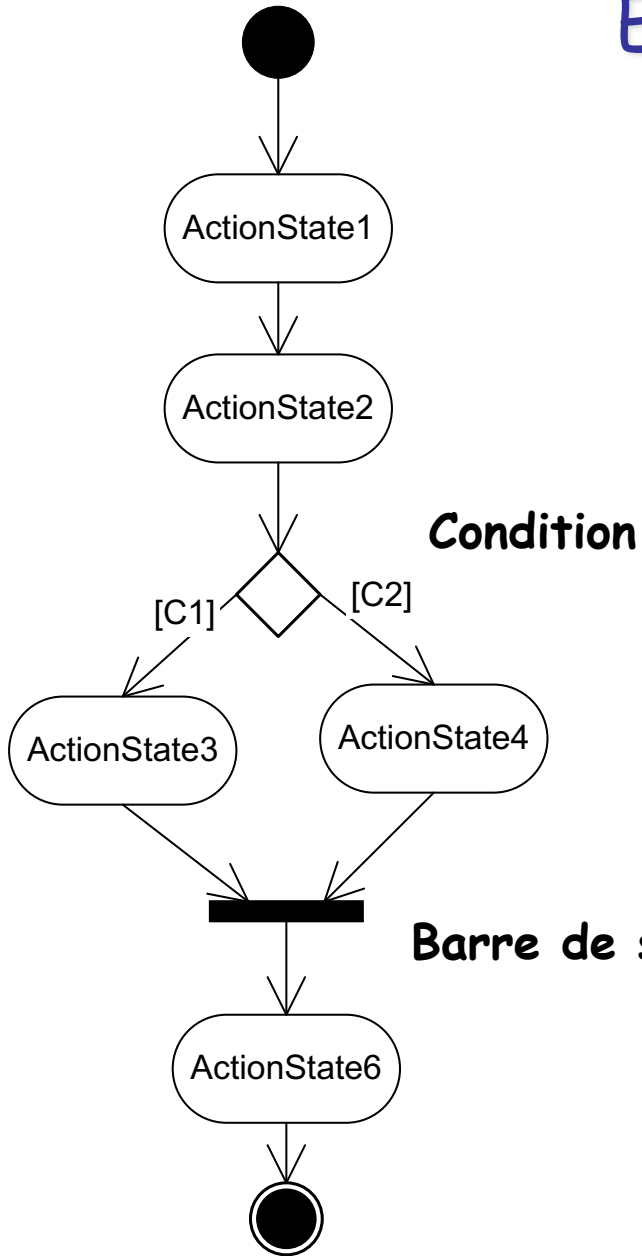 ActionState1
ActionState2
Condition
[C1]
[C2]
ActionState3
ActionState4
Barre de
ActionState6